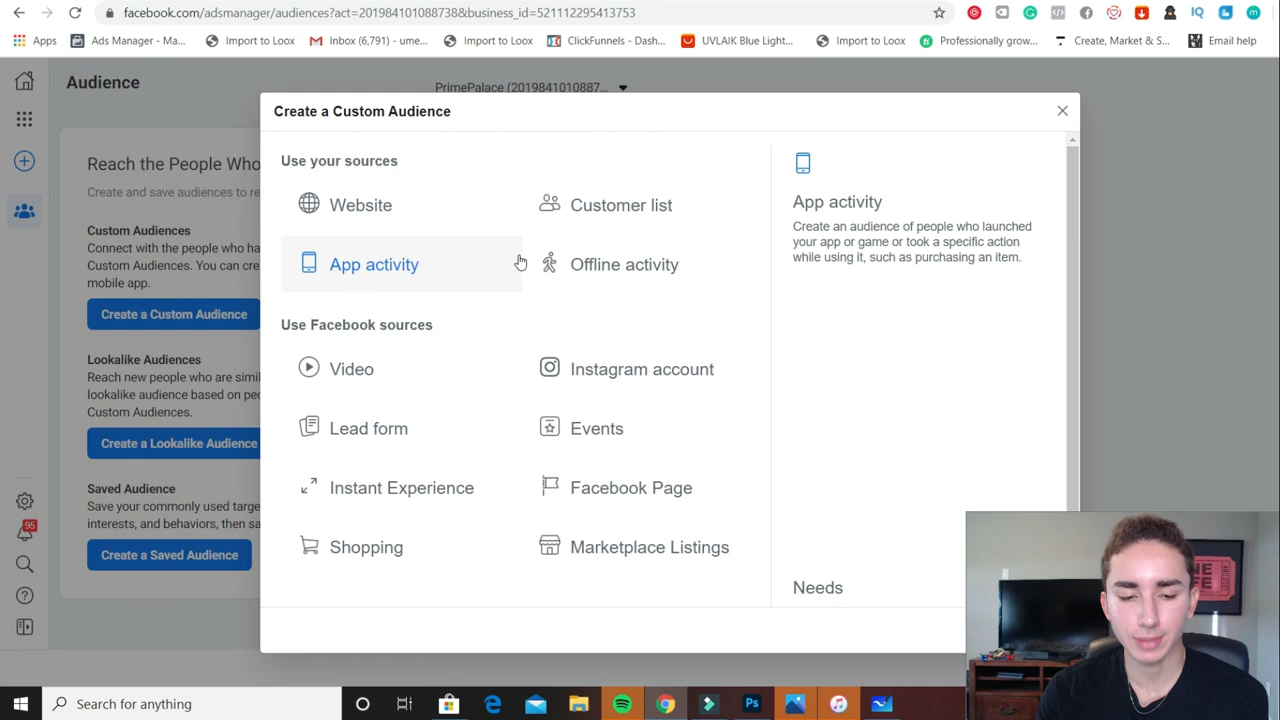 facebook.com/adsmanager/audiences?act=201984101088738&business_id=521112295413753
Apps
Ads Manager - Ma...
Import to Loox
Inbox (6,791) - ume...
Import to Loox
ClickFunnels - Dash...
UVLAIK Blue Light...
Import to Loox
Professionally grow...
Create, Market & S...
Email help
Audience
PrimePalace (2019841010887...
Create a Custom Audience
Reach the People Who
Create and save audiences to re
Custom Audiences
Connect with the people who ha
Custom Audiences. You can cre
mobile app.
Create a Custom Audience
Lookalike Audiences
Reach new people who are simil
lookalike audience based on peo
Custom Audiences.
Create a Lookalike Audience
Saved Audience
Save your commonly used targe
interests, and behaviors, then sa
Create a Saved Audience
95
Use your sources
Website
Customer list
App activity
Offline activity
Use Facebook sources
Video
Instagram account
Lead form
Events
Instant Experience
Facebook Page
Shopping
Marketplace Listings
App activity
Create an audience of people who launched
your app or game or took a specific action
while using it, such as purchasing an item.
Needs
Search for anything